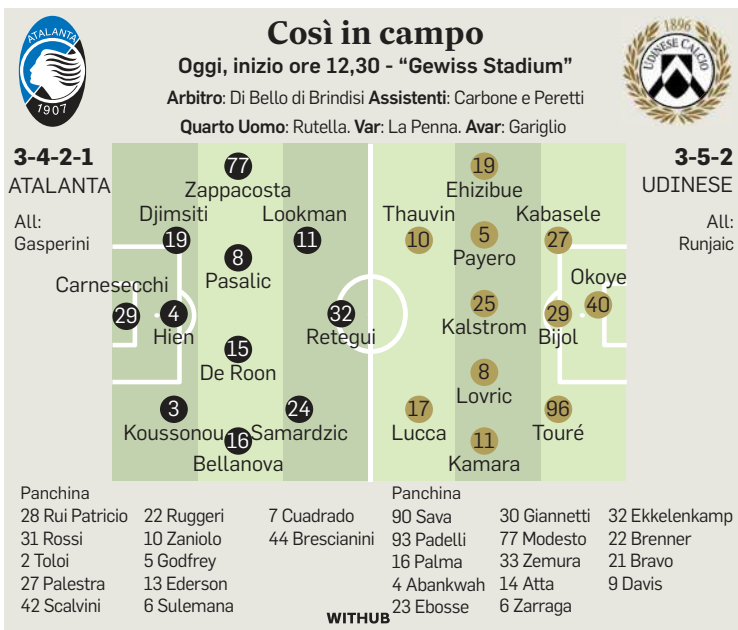 Così in campo
Oggi, inizio ore 12,30 - “Gewiss Stadium”
Arbitro: Di Bello di Brindisi Assistenti: Carbone e Peretti
Quarto Uomo: Rutella. Var: La Penna. Avar: Gariglio
ATALANTA
1907
1896
UDINESE CALCIO
3-4-2-1
ATALANTA
All:
Gasperini
3-5-2
UDINESE
All:
Runjaic
29
Carnesecchi
19
Djimsiti
4
Hien
3
Koussonou
77
Zappacosta
8
Pasalic
15
De Roon
16
Bellanova
11
Lookman
24
Samardzic
32
Retegui
10
Thauvin
17
Lucca
19
Ehizibue
5
Payero
25
Kalstrom
8
Lovric
11
Kamara
27
Kabasele
29
Bijol
96
Touré
40
Okoye
Panchina
28 Rui Patricio
31 Rossi
2 Toloi
27 Palestra
42 Scalvini
22 Ruggeri
10 Zaniolo
5 Godfrey
13 Ederson
6 Sulemana
7 Cuadrado
44 Brescianini
Panchina
90 Sava
93 Padelli
16 Palma
4 Abankwah
23 Ebosse
30 Giannetti
77 Modesto
33 Zemura
14 Atta
6 Zarraga
32 Ekkelenkamp
22 Brenner
21 Bravo
9 Davis
WITHUB